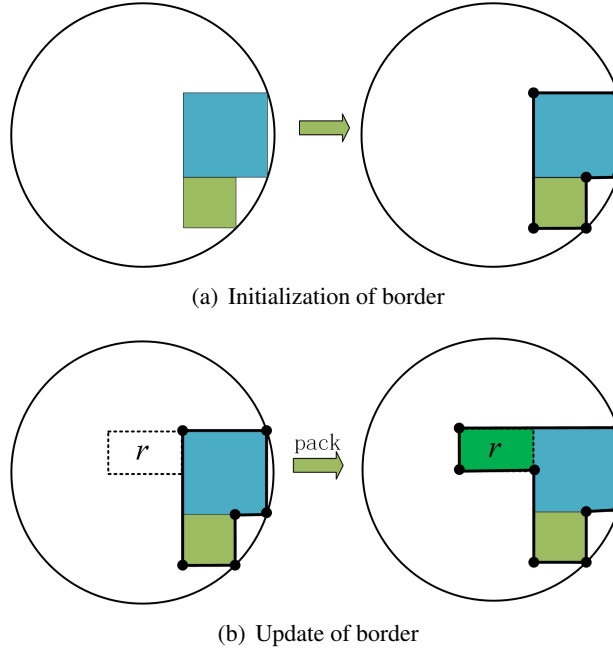 (a) Initialization of border
r
pack
r
(b) Update of border